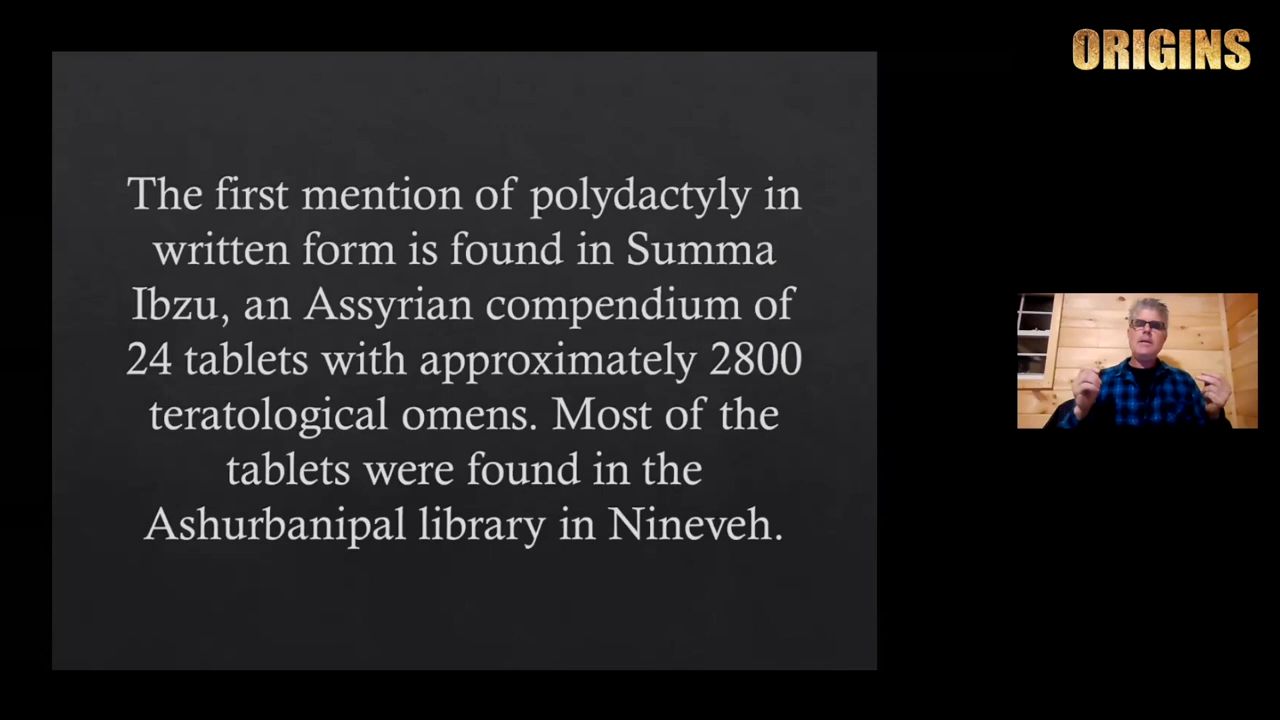 ORIGINS
The first mention of polydactyly in
written form is found in Summa
Ibzu, an Assyrian compendium of
24 tablets with approximately 2800
teratological omens. Most of the
tablets were found in the
Ashurbanipal library in Nineveh.